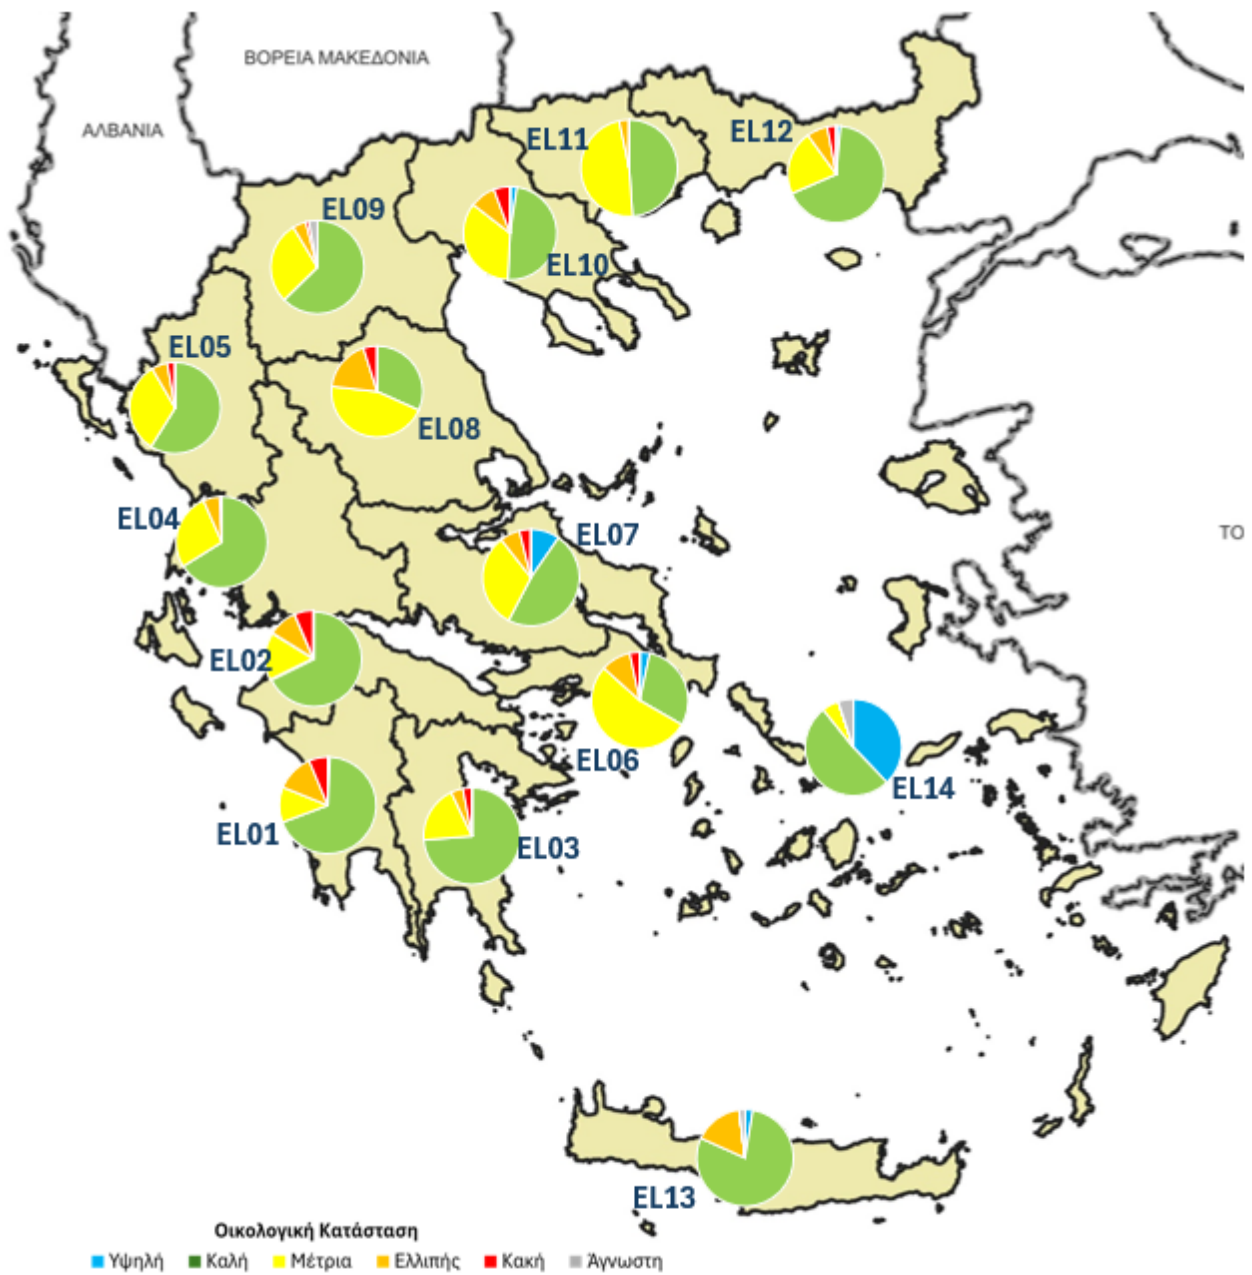 ΒΟΡΕΙΑ ΜΑΚΕΔΟΝΙΑ
ΑΛΒΑΝΙΑ
EL11
EL12
EL09
EL10
EL05
EL08
EL04
EL07
ΤΟ
EL02
EL06
EL14
EL01
EL03
EL13
Οικολογική Κατάσταση
Υψηλή Καλή Μέτρια Ελλιπής Κακή Άγνωστη